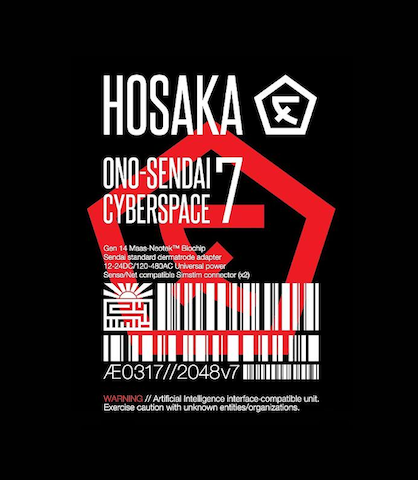 HOSAKA
ONO-SENDAI
CYBERSPACE 7
Gen 14 Maas-Neotek™ Biochip
Sendai standard dermatrode adapter
12-24DC/120-480AC Universal power
Sense/Net compatible Simstim connector (x2)
ÆE0317//2048v7
WARNING // Artificial Intelligence interface-compatible unit.
Exercise caution with unknown entities/organizations.